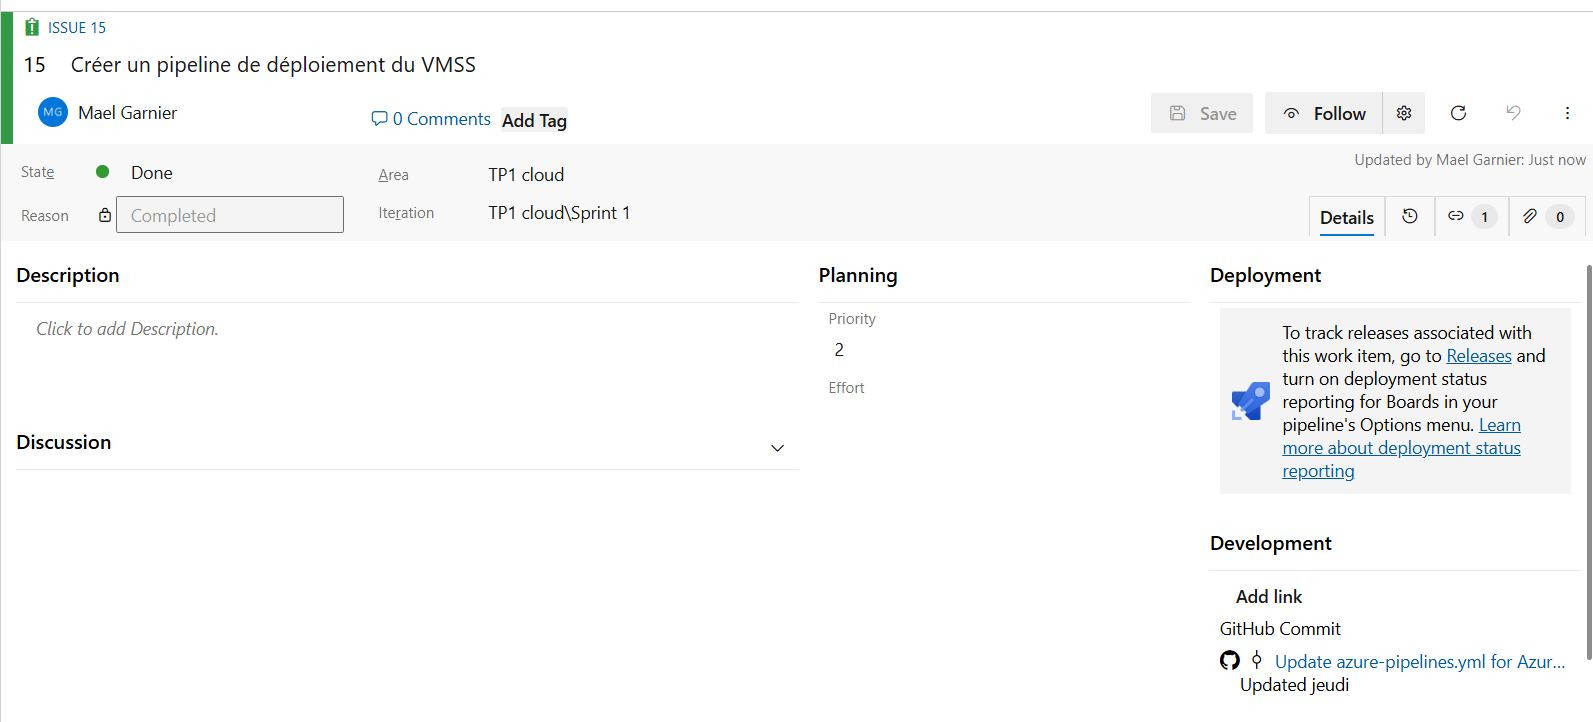 ISSUE 15
15 Créer un pipeline de déploiement du VMSS
MG Mael Garnier
0 Comments Add Tag
Save Follow
State Done
Area TP1 cloud
Updated by Mael Garnier: Just now
Reason Completed
Iteration TP1 cloud\Sprint 1
Details 1 0
Description
Click to add Description.
Discussion
Planning
Priority
2
Effort
Deployment
To track releases associated with
this work item, go to Releases and
turn on deployment status
reporting for Boards in your
pipeline's Options menu. Learn
more about deployment status
reporting
Development
Add link
GitHub Commit
Update azure-pipelines.yml for Azur...
Updated jeudi